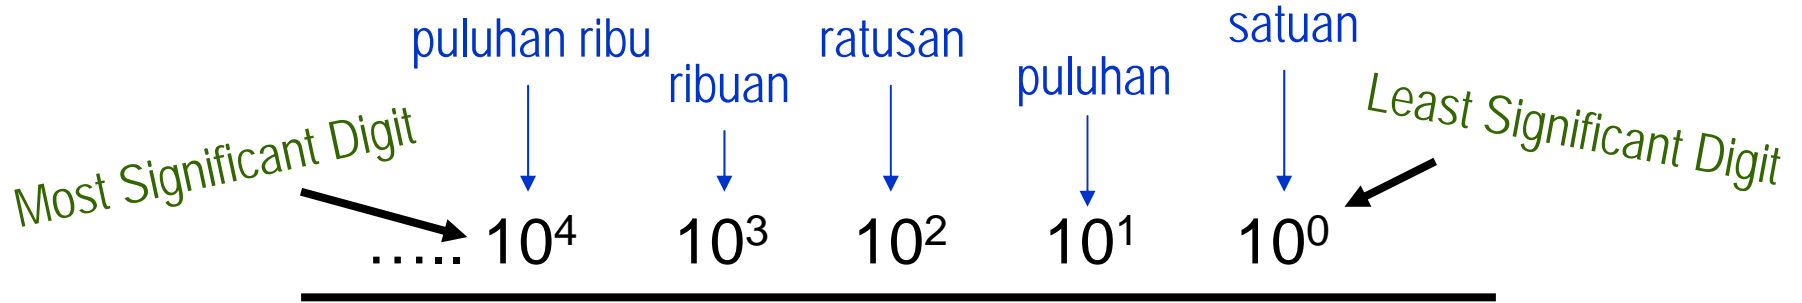 puluhan ribu
ribuan
ratusan
puluhan
satuan
Most Significant Digit
Least Significant Digit
..... 10⁴ 10³ 10² 10¹ 10⁰